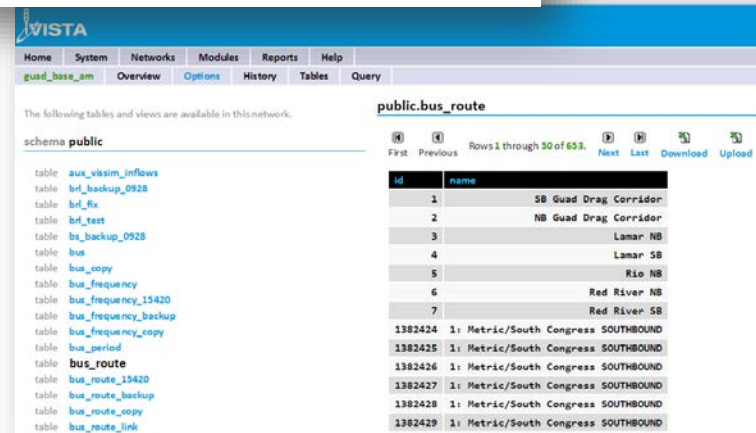 VISTA
Home System Networks Modules Reports Help
guad_base_am Overview Options History Tables Query
The following tables and views are available in this network.
schema public
table aux_vissim_inflows
table brl_backup_0928
table brl_fix
table brl_test
table bs_backup_0928
table bus
table bus_copy
table bus_frequency
table bus_frequency_15420
table bus_frequency_backup
table bus_frequency_copy
table bus_period
table bus_route
table bus_route_15420
table bus_route_backup
table bus_route_copy
table bus_route_link
public.bus_route
First Previous Rows 1 through 50 of 653. Next Last Download Upload
id name
1 SB Guad Drag Corridor
2 NB Guad Drag Corridor
3 Lamar NB
4 Lamar SB
5 Rio NB
6 Red River NB
7 Red River SB
1382424 1: Metric/South Congress SOUTHBOUND
1382425 1: Metric/South Congress SOUTHBOUND
1382426 1: Metric/South Congress SOUTHBOUND
1382427 1: Metric/South Congress SOUTHBOUND
1382428 1: Metric/South Congress SOUTHBOUND
1382429 1: Metric/South Congress SOUTHBOUND